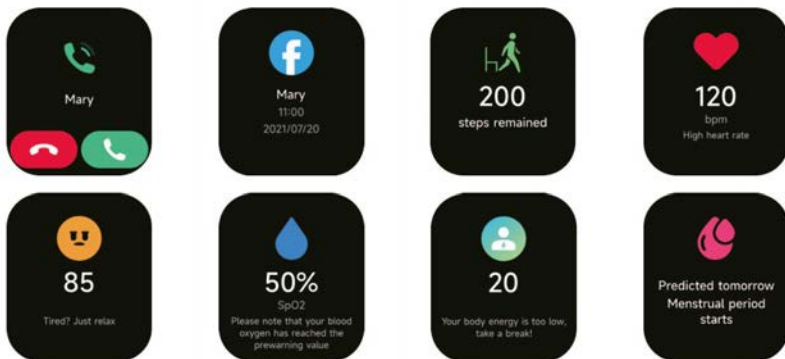 Mary
Mary
11:00
2021/07/20
200
steps remained
120
bpm
High heart rate
85
Tired? Just relax
50%
SpO2
Please note that your blood
oxygen has reached the
prewarning value
20
Your body energy is too low,
take a break!
Predicted tomorrow
Menstrual period
starts